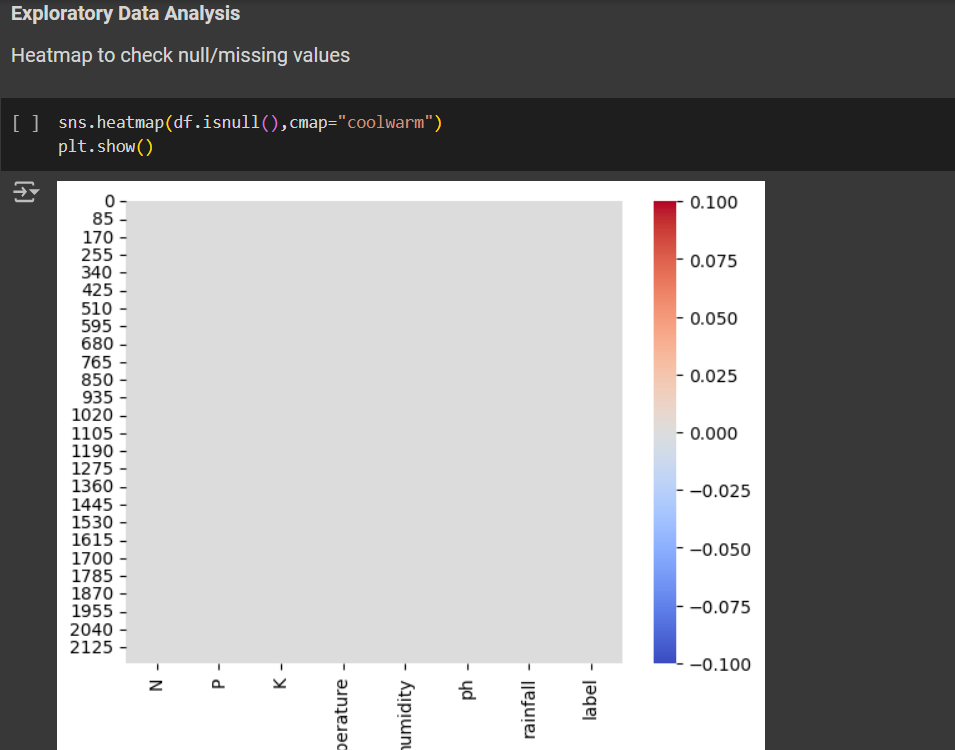 Exploratory Data Analysis
Heatmap to check null/missing values
[ ] sns.heatmap(df.isnull(),cmap="coolwarm")
plt.show()
0
85
170
255
340
425
510
595
680
765
850
935
1020
1105
1190
1275
1360
1445
1530
1615
1700
1785
1870
1955
2040
2125
0.100
0.075
0.050
0.025
0.000
−0.025
−0.050
−0.075
−0.100
N
P
K
perature
umidity
ph
rainfall
label